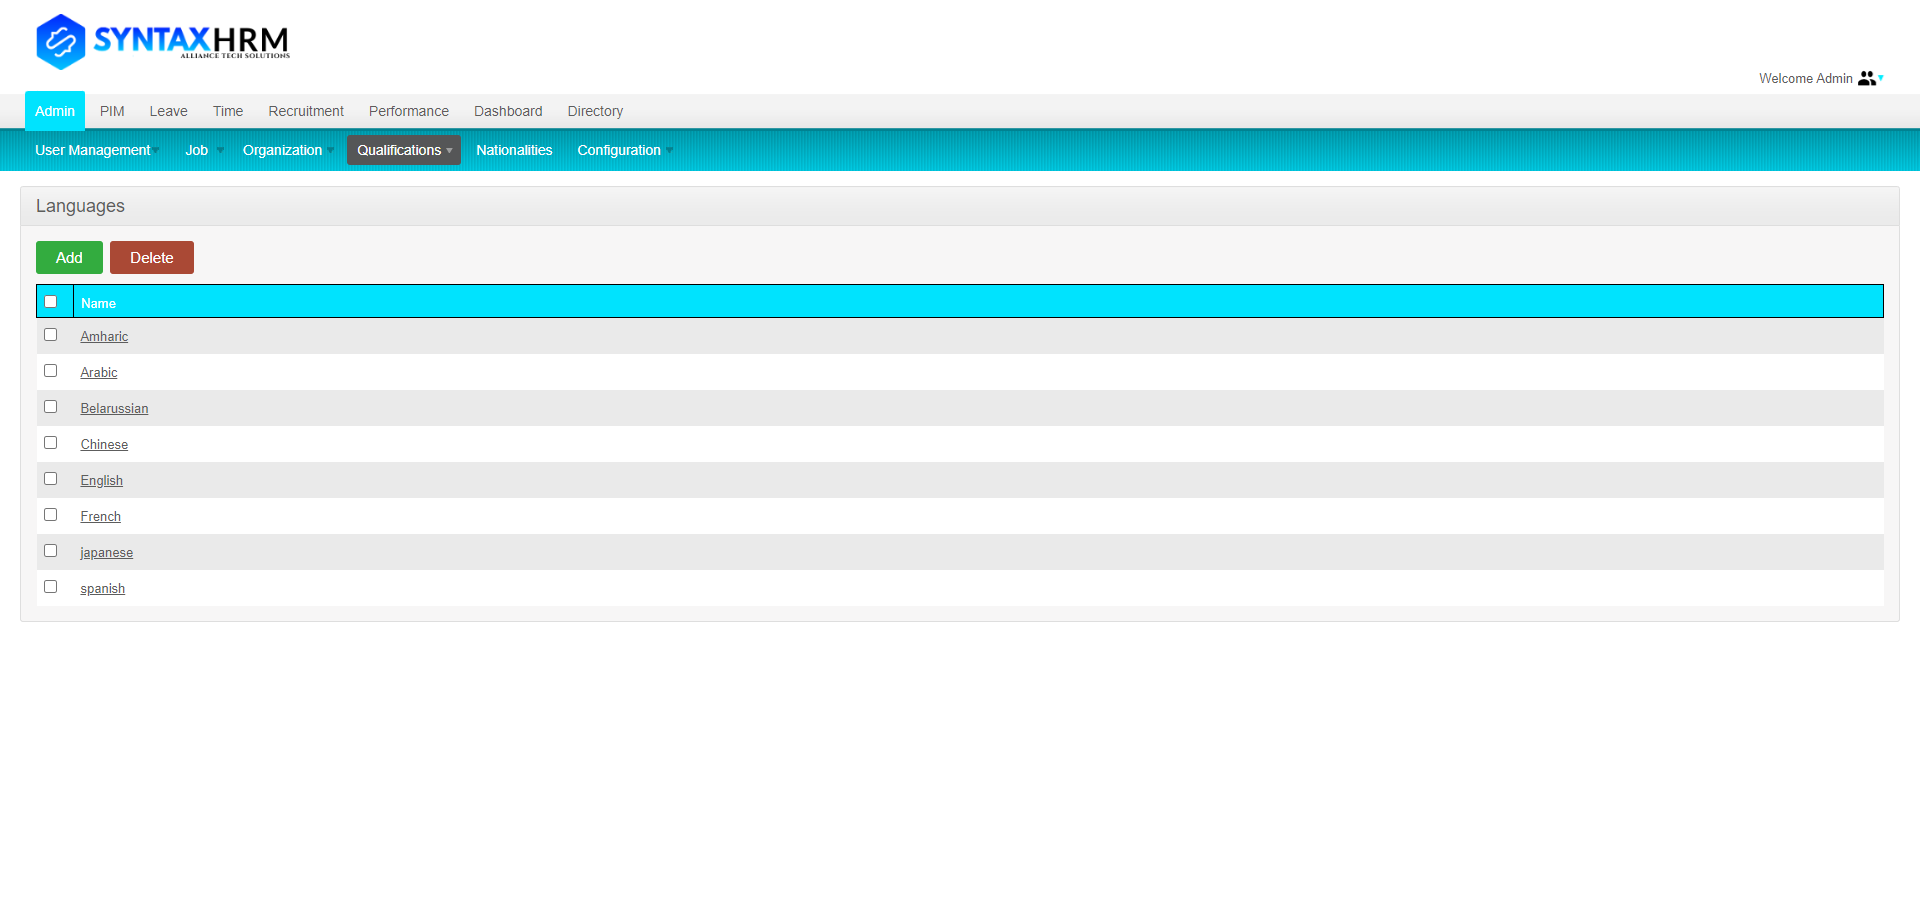 SYNTAXHRM
ALLIANCE TECH SOLUTIONS
Welcome Admin
Admin PIM Leave Time Recruitment Performance Dashboard Directory
User Management Job Organization Qualifications Nationalities Configuration
Languages
Add Delete
Name
Amharic
Arabic
Belarussian
Chinese
English
French
japanese
spanish